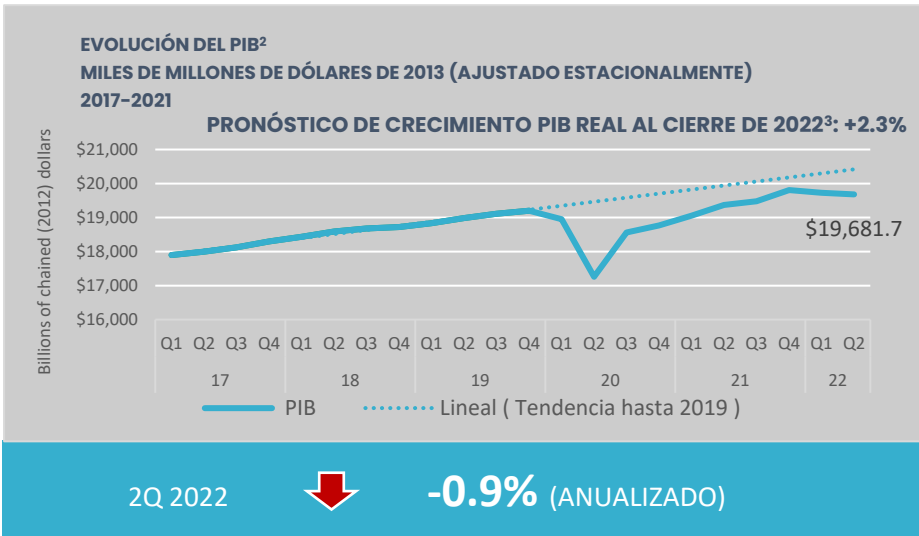 EVOLUCIÓN DEL PIB²
MILES DE MILLONES DE DÓLARES DE 2013 (AJUSTADO ESTACIONALMENTE)
2017-2021
PRONÓSTICO DE CRECIMIENTO PIB REAL AL CIERRE DE 2022³: +2.3%
Billions of chained (2012) dollars
$21,000
$20,000
$19,000
$18,000
$17,000
$16,000
$19,681.7
Q1 Q2 Q3 Q4 Q1 Q2 Q3 Q4 Q1 Q2 Q3 Q4 Q1 Q2 Q3 Q4 Q1 Q2 Q3 Q4 Q1 Q2
17 18 19 20 21 22
PIB Lineal ( Tendencia hasta 2019 )
2Q 2022 -0.9% (ANUALIZADO)